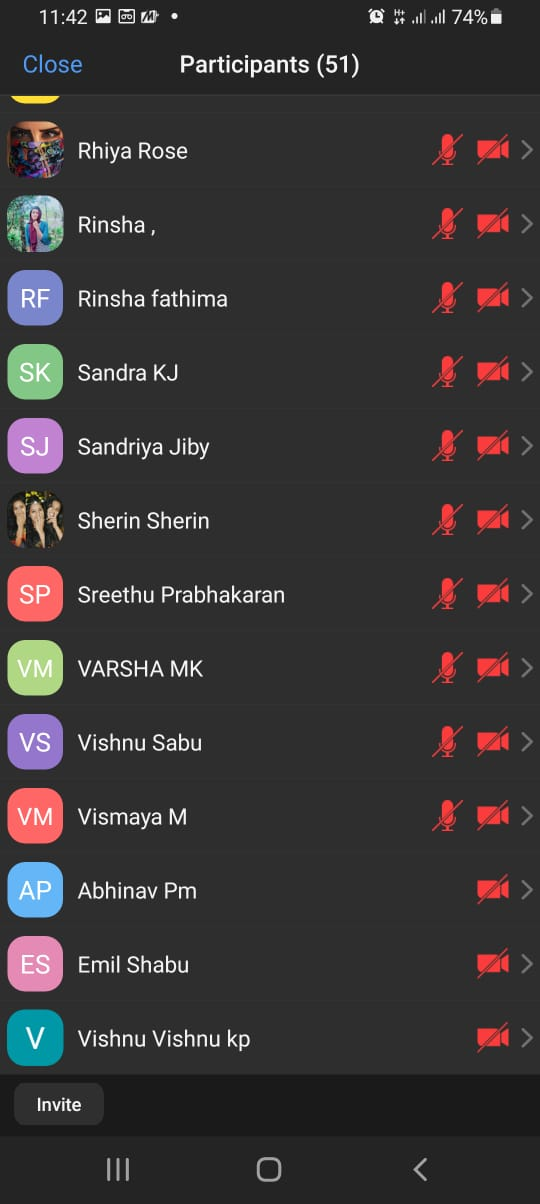 11:42
74%
Close
Participants (51)
Rhiya Rose
Rinsha ,
RF Rinsha fathima
SK Sandra KJ
SJ Sandriya Jiby
Sherin Sherin
SP Sreethu Prabhakaran
VM VARSHA MK
VS Vishnu Sabu
VM Vismaya M
AP Abhinav Pm
ES Emil Shabu
V Vishnu Vishnu kp
Invite